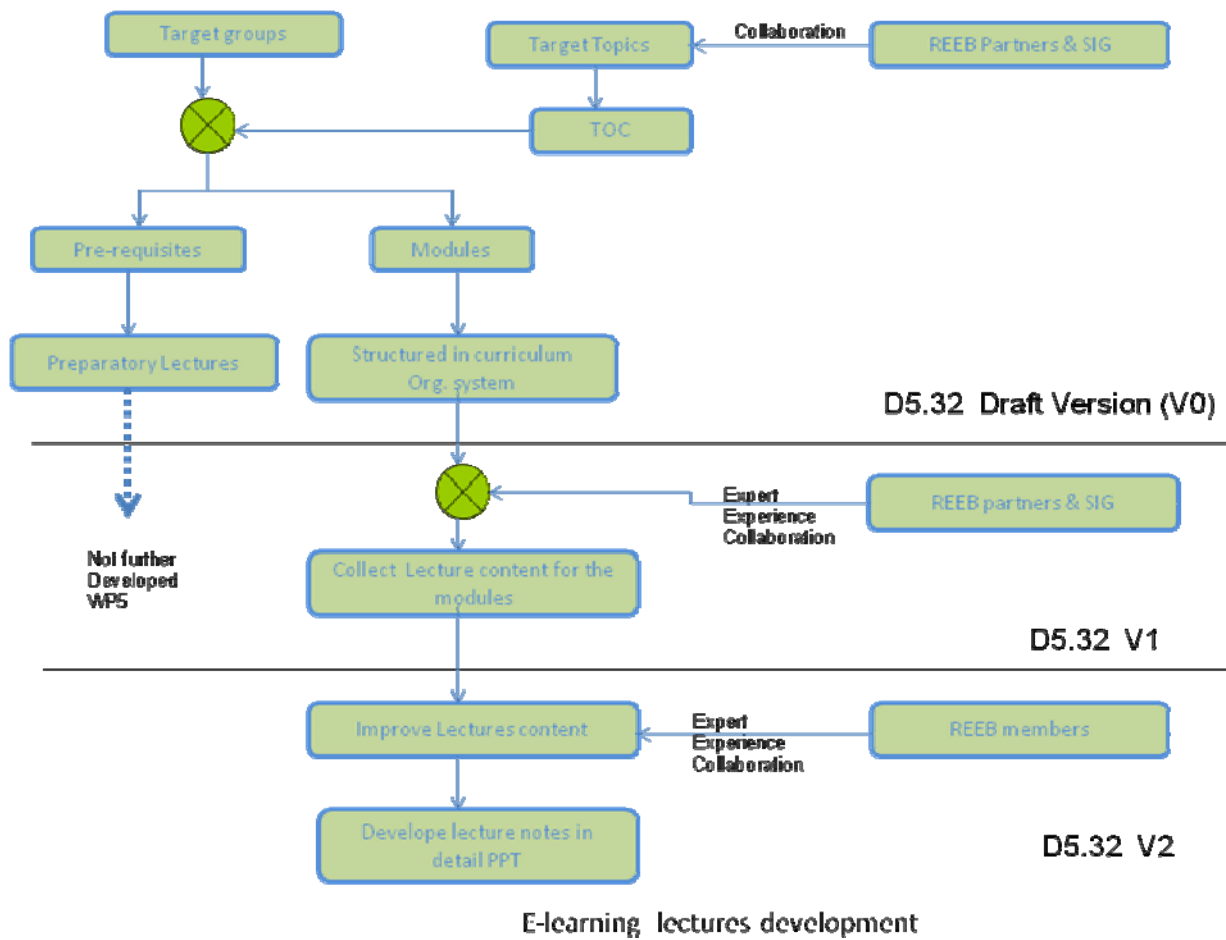 Target groups
Target Topics
Collaboration
REEB Partners & SIG
TOC
Pre-requisites
Modules
Preparatory Lectures
Structured in curriculum
Org. system
D5.32 Draft Version (V0)
Expert
Experience
Collaboration
REEB partners & SIG
Not further
Developed
WP5
Collect Lecture content for the
modules
D5.32 V1
Improve Lectures content
Expert
Experience
Collaboration
REEB members
Develope lecture notes in
detail PPT
D5.32 V2
E-learning lectures development